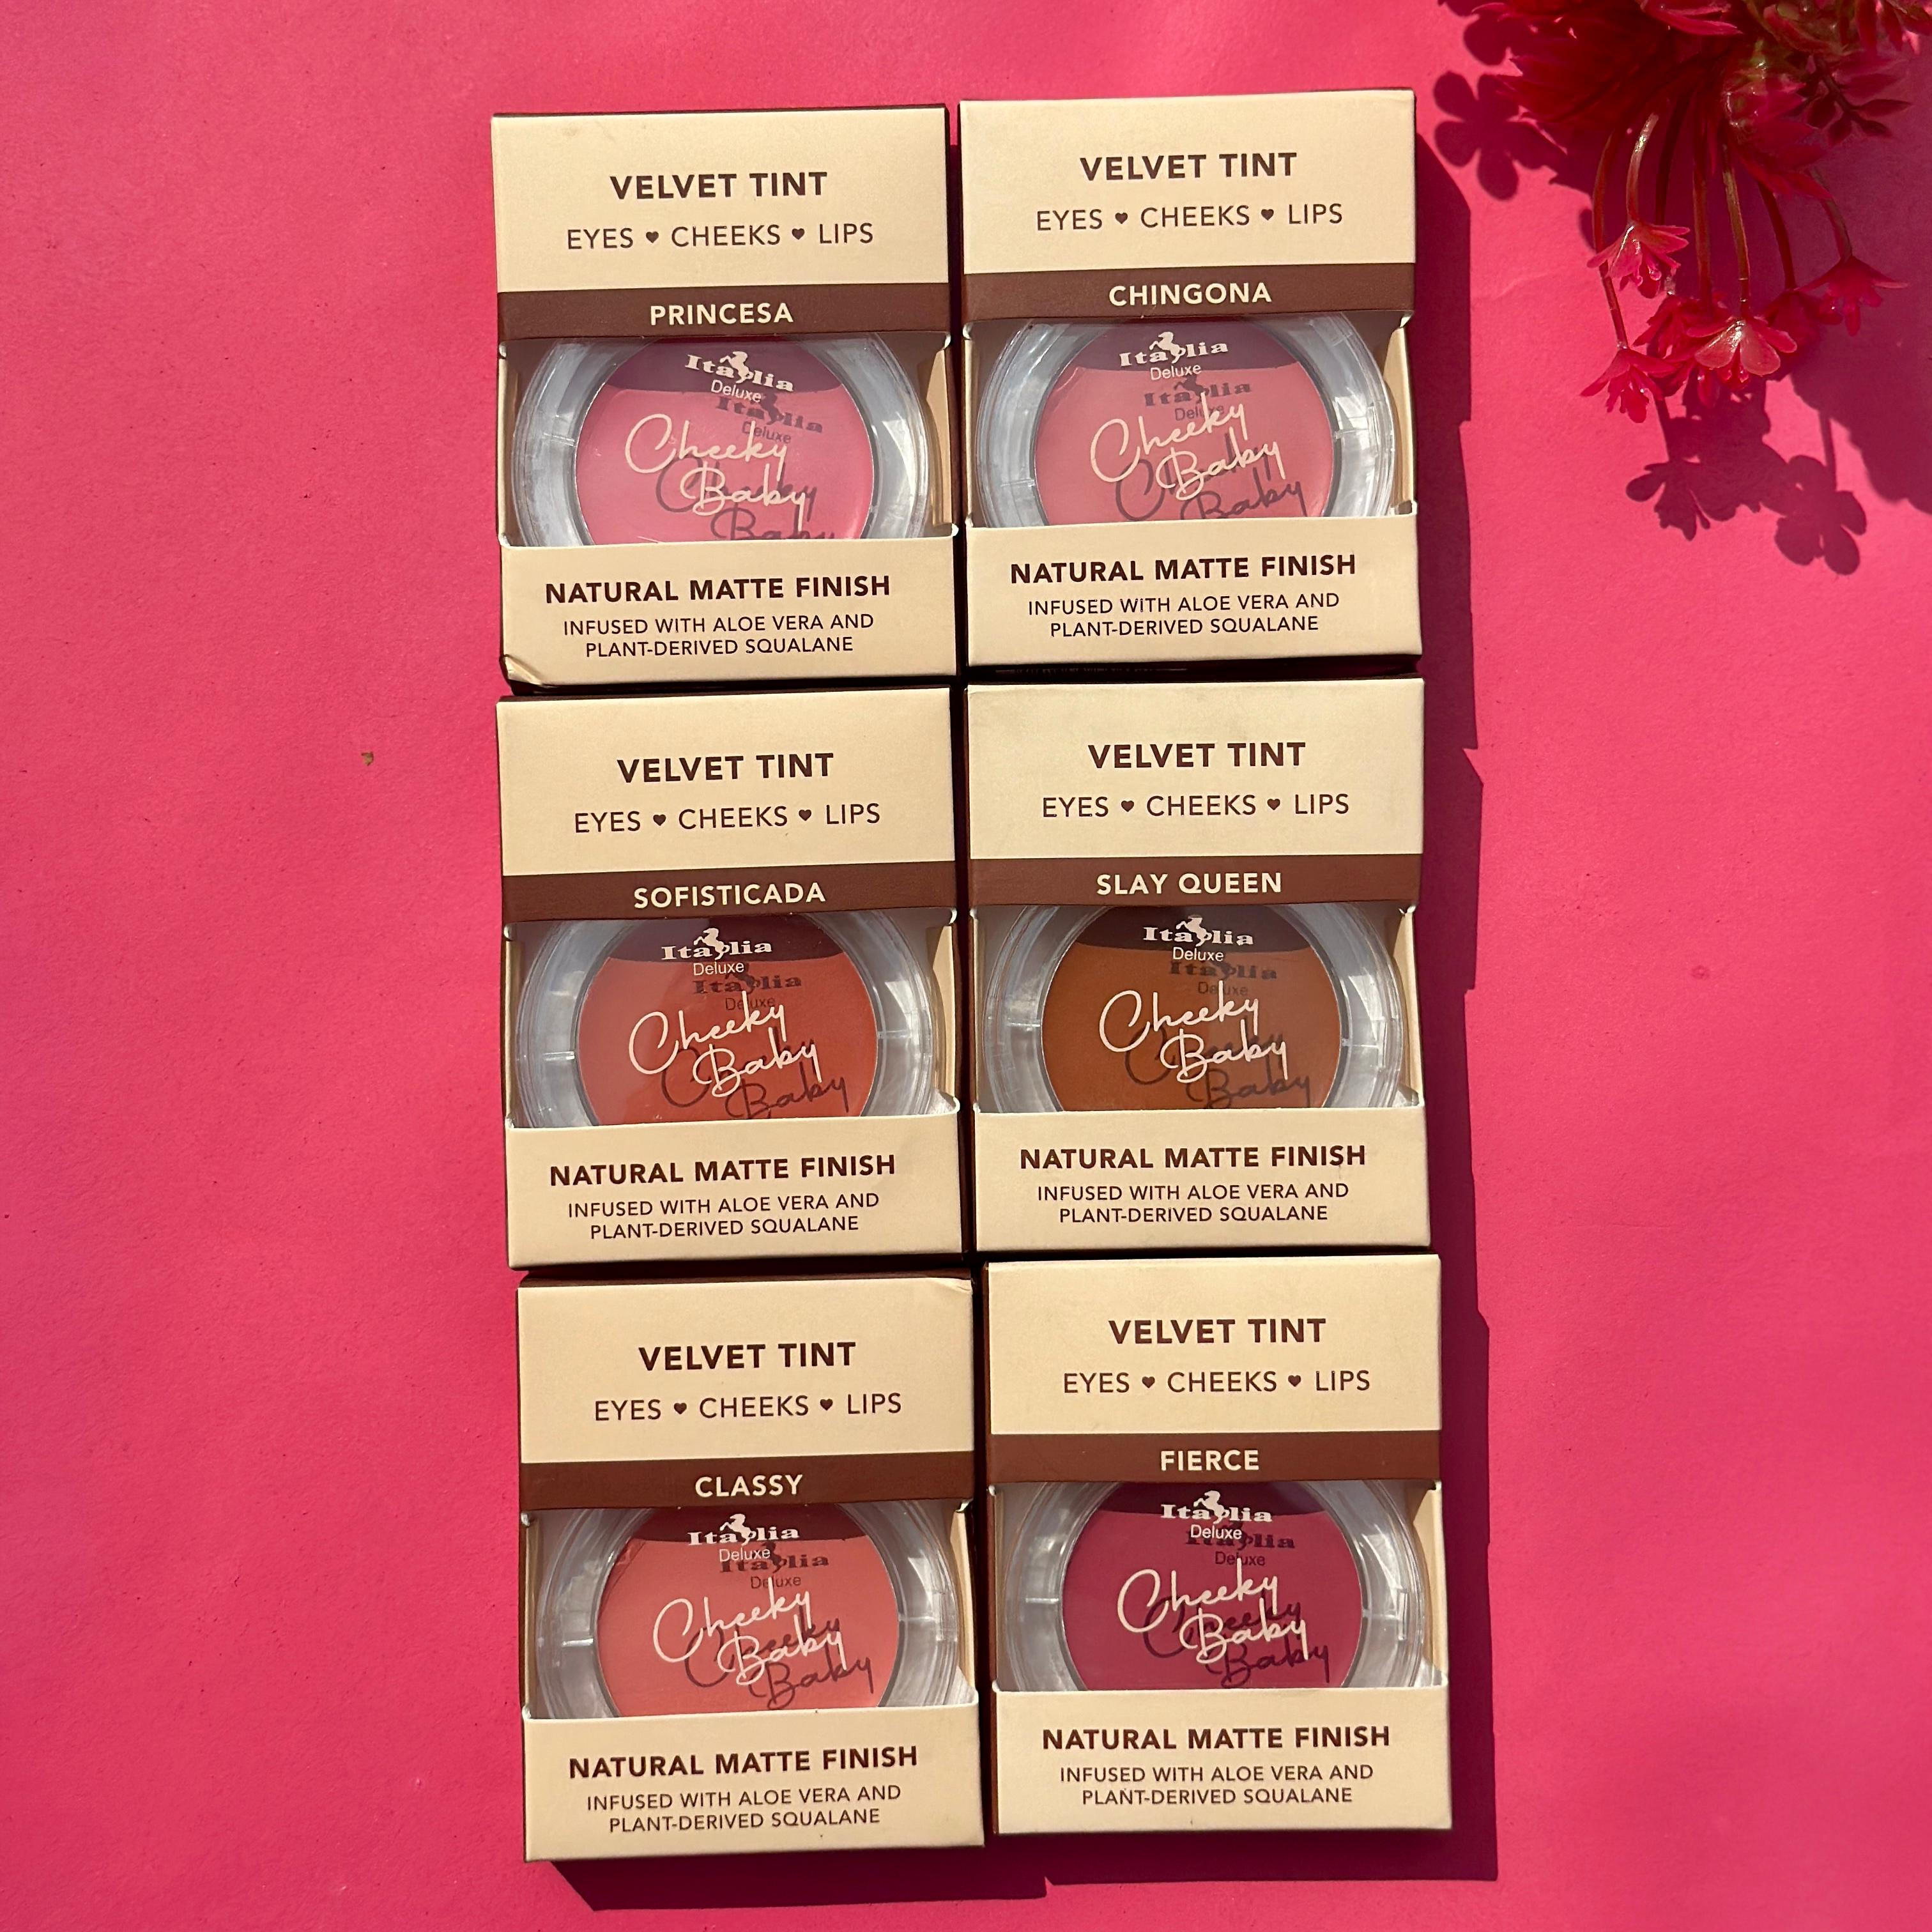 VELVET TINT
EYES ♥ CHEEKS ♥ LIPS
PRINCESA
Italia
Deluxe
Cheeky
Baby
NATURAL MATTE FINISH
INFUSED WITH ALOE VERA AND
PLANT-DERIVED SQUALANE
VELVET TINT
EYES ♥ CHEEKS ♥ LIPS
CHINGONA
Italia
Deluxe
Cheeky
Baby
NATURAL MATTE FINISH
INFUSED WITH ALOE VERA AND
PLANT-DERIVED SQUALANE
VELVET TINT
EYES ♥ CHEEKS ♥ LIPS
SOFISTICADA
Italia
Deluxe
Cheeky
Baby
NATURAL MATTE FINISH
INFUSED WITH ALOE VERA AND
PLANT-DERIVED SQUALANE
VELVET TINT
EYES ♥ CHEEKS ♥ LIPS
SLAY QUEEN
Italia
Deluxe
Cheeky
Baby
NATURAL MATTE FINISH
INFUSED WITH ALOE VERA AND
PLANT-DERIVED SQUALANE
VELVET TINT
EYES ♥ CHEEKS ♥ LIPS
CLASSY
Italia
Deluxe
Cheeky
Baby
NATURAL MATTE FINISH
INFUSED WITH ALOE VERA AND
PLANT-DERIVED SQUALANE
VELVET TINT
EYES ♥ CHEEKS ♥ LIPS
FIERCE
Italia
Deluxe
Cheeky
Baby
NATURAL MATTE FINISH
INFUSED WITH ALOE VERA AND
PLANT-DERIVED SQUALANE